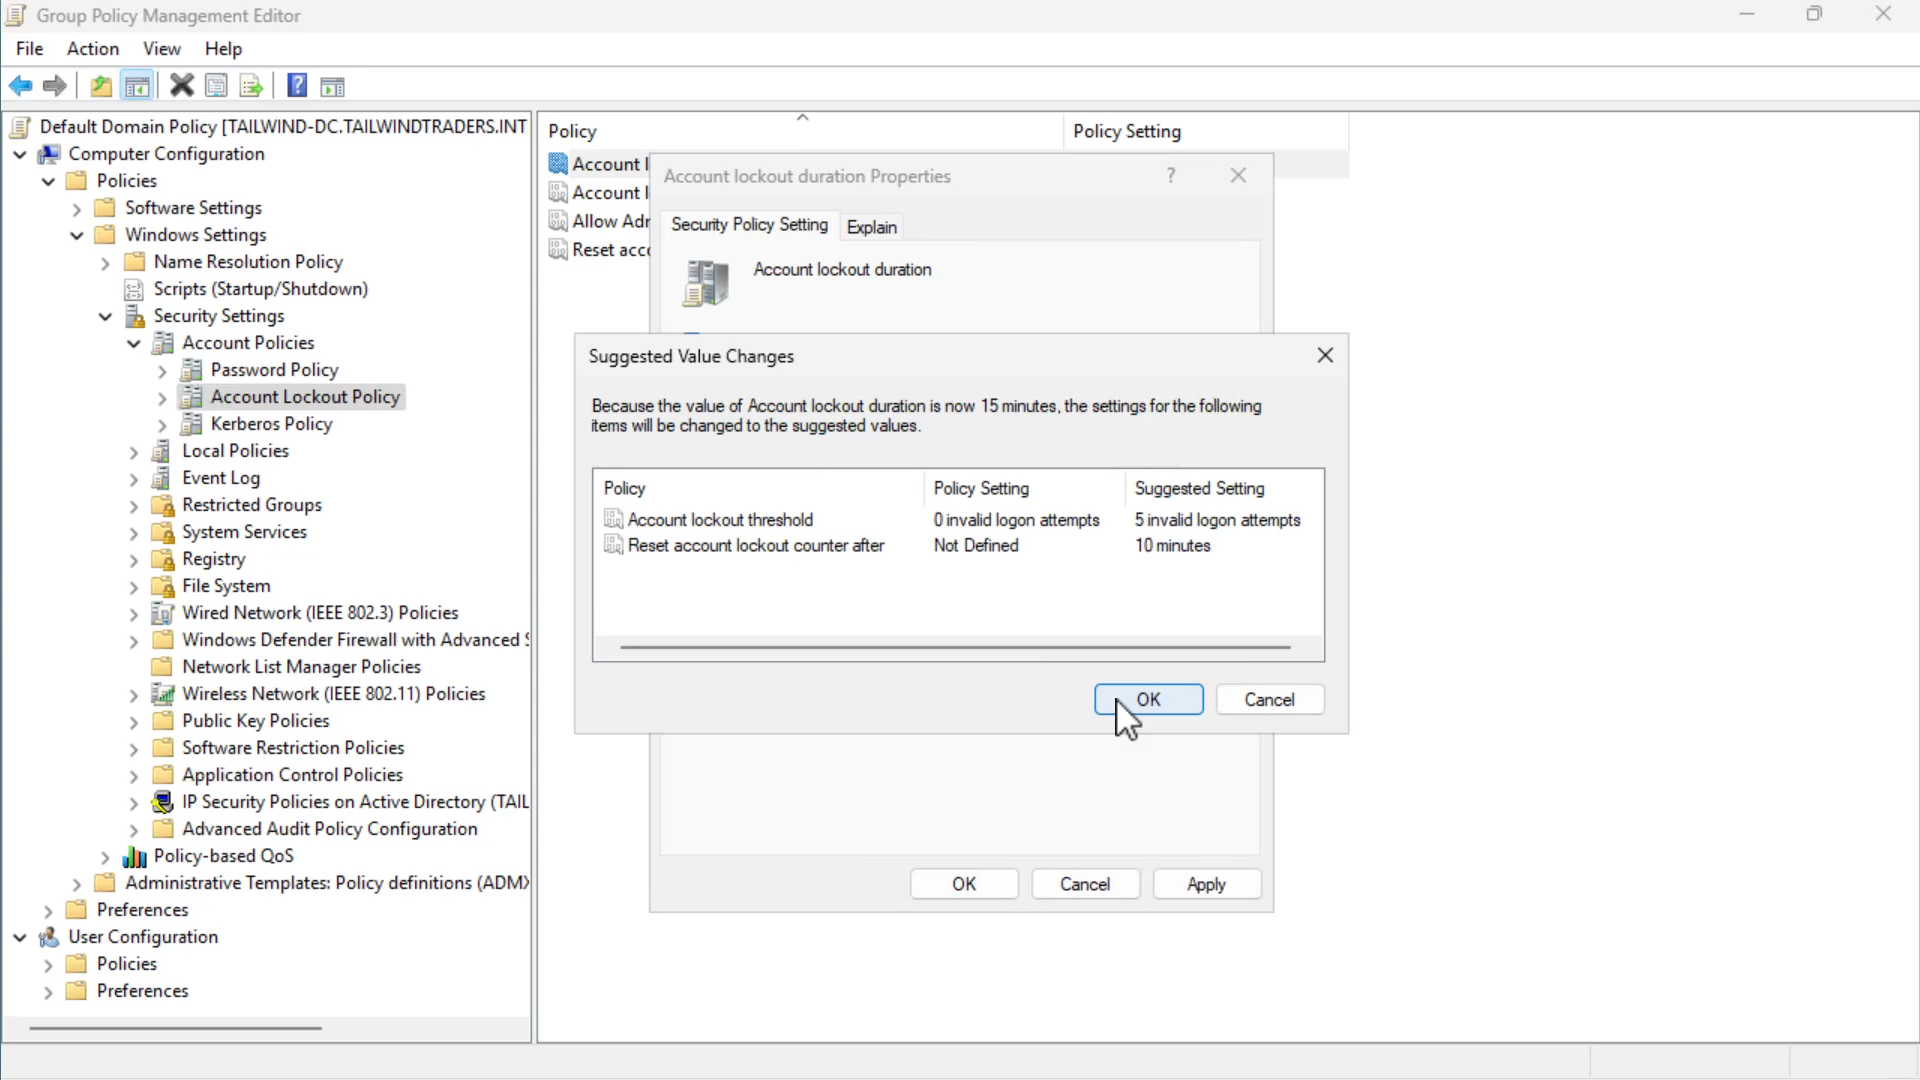 Group Policy Management Editor
File Action View Help
Default Domain Policy [TAILWIND-DC.TAILWINDTRADERS.INT
Computer Configuration
Policies
Software Settings
Windows Settings
Name Resolution Policy
Scripts (Startup/Shutdown)
Security Settings
Account Policies
Password Policy
Account Lockout Policy
Kerberos Policy
Local Policies
Event Log
Restricted Groups
System Services
Registry
File System
Wired Network (IEEE 802.3) Policies
Windows Defender Firewall with Advanced
Network List Manager Policies
Wireless Network (IEEE 802.11) Policies
Public Key Policies
Software Restriction Policies
Application Control Policies
IP Security Policies on Active Directory (TAIL
Advanced Audit Policy Configuration
Policy-based QoS
Administrative Templates: Policy definitions (ADM
Preferences
User Configuration
Policies
Preferences
Policy Policy Setting
Account l
Account l
Allow Adr
Reset acco
Account lockout duration Properties ?
Security Policy Setting Explain
Account lockout duration
Suggested Value Changes
Because the value of Account lockout duration is now 15 minutes, the settings for the following
items will be changed to the suggested values.
Policy Policy Setting Suggested Setting
Account lockout threshold 0 invalid logon attempts 5 invalid logon attempts
Reset account lockout counter after Not Defined 10 minutes
OK Cancel
OK Cancel Apply